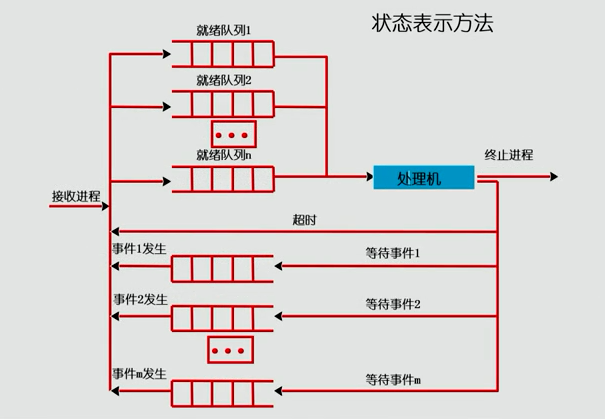 状态表示方法
就绪队列1
就绪队列2
就绪队列n
处理机
终止进程
接收进程
超时
事件1发生
等待事件1
事件2发生
等待事件2
事件m发生
等待事件m